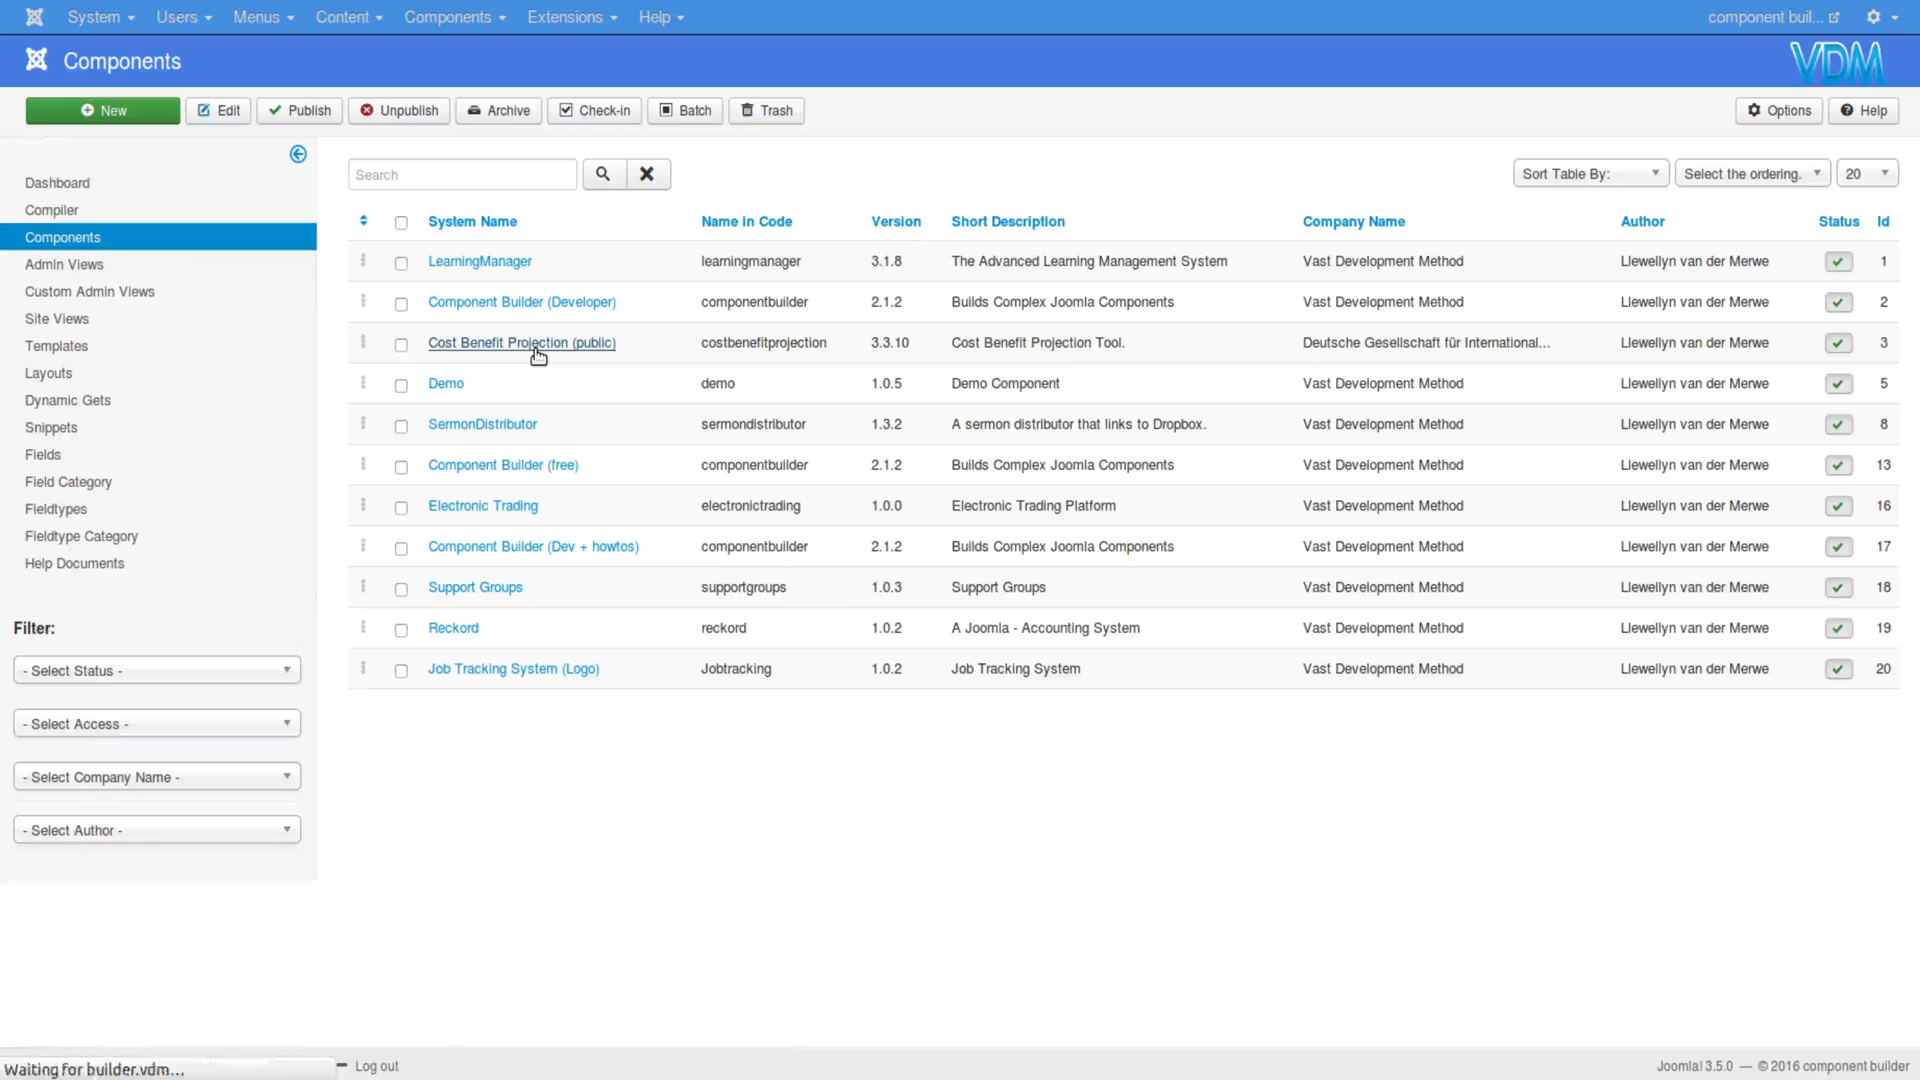 System Users Menus Content Components Extensions Help component buil...
Components VDM
New Edit Publish Unpublish Archive Check-in Batch Trash Options Help
Dashboard
Compiler
Components
Admin Views
Custom Admin Views
Site Views
Templates
Layouts
Dynamic Gets
Snippets
Fields
Field Category
Fieldtypes
Fieldtype Category
Help Documents
Filter:
- Select Status -
- Select Access -
- Select Company Name -
- Select Author -
Search Sort Table By: Select the ordering. 20
System Name Name in Code Version Short Description Company Name Author Status Id
LearningManager learningmanager 3.1.8 The Advanced Learning Management System Vast Development Method Llewellyn van der Merwe 1
Component Builder (Developer) componentbuilder 2.1.2 Builds Complex Joomla Components Vast Development Method Llewellyn van der Merwe 2
Cost Benefit Projection (public) costbenefitprojection 3.3.10 Cost Benefit Projection Tool. Deutsche Gesellschaft für International... Llewellyn van der Merwe 3
Demo demo 1.0.5 Demo Component Vast Development Method Llewellyn van der Merwe 5
SermonDistributor sermondistributor 1.3.2 A sermon distributor that links to Dropbox. Vast Development Method Llewellyn van der Merwe 8
Component Builder (free) componentbuilder 2.1.2 Builds Complex Joomla Components Vast Development Method Llewellyn van der Merwe 13
Electronic Trading electronictrading 1.0.0 Electronic Trading Platform Vast Development Method Llewellyn van der Merwe 16
Component Builder (Dev + howtos) componentbuilder 2.1.2 Builds Complex Joomla Components Vast Development Method Llewellyn van der Merwe 17
Support Groups supportgroups 1.0.3 Support Groups Vast Development Method Llewellyn van der Merwe 18
Reckord reckord 1.0.2 A Joomla - Accounting System Vast Development Method Llewellyn van der Merwe 19
Job Tracking System (Logo) Jobtracking 1.0.2 Job Tracking System Vast Development Method Llewellyn van der Merwe 20
Waiting for builder.vdm... Log out Joomla! 3.5.0 — © 2016 component builder